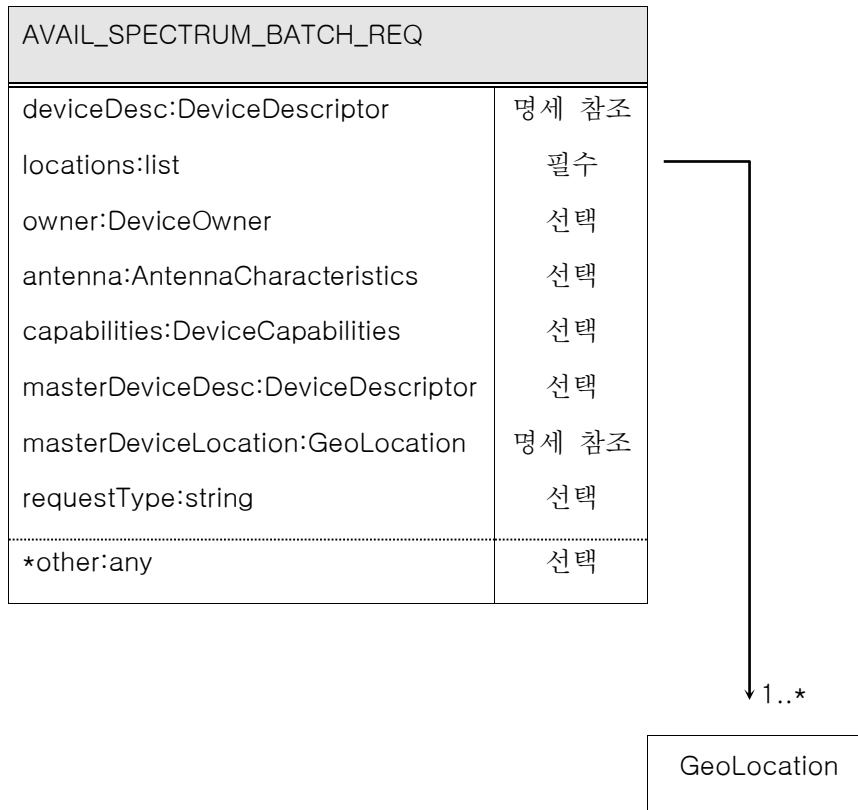 AVAIL_SPECTRUM_BATCH_REQ
deviceDesc:DeviceDescriptor 명세 참조
locations:list 필수
owner:DeviceOwner 선택
antenna:AntennaCharacteristics 선택
capabilities:DeviceCapabilities 선택
masterDeviceDesc:DeviceDescriptor 선택
masterDeviceLocation:GeoLocation 명세 참조
requestType:string 선택
*other:any 선택
1..*
GeoLocation